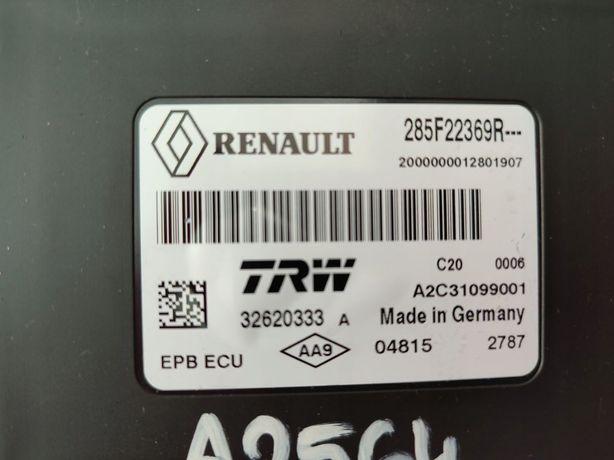 RENAULT 285F22369R---
2000000012801907
TRW C20 0006
A2C31099001
32620333 A Made in Germany
EPB ECU AA9 04815 2787